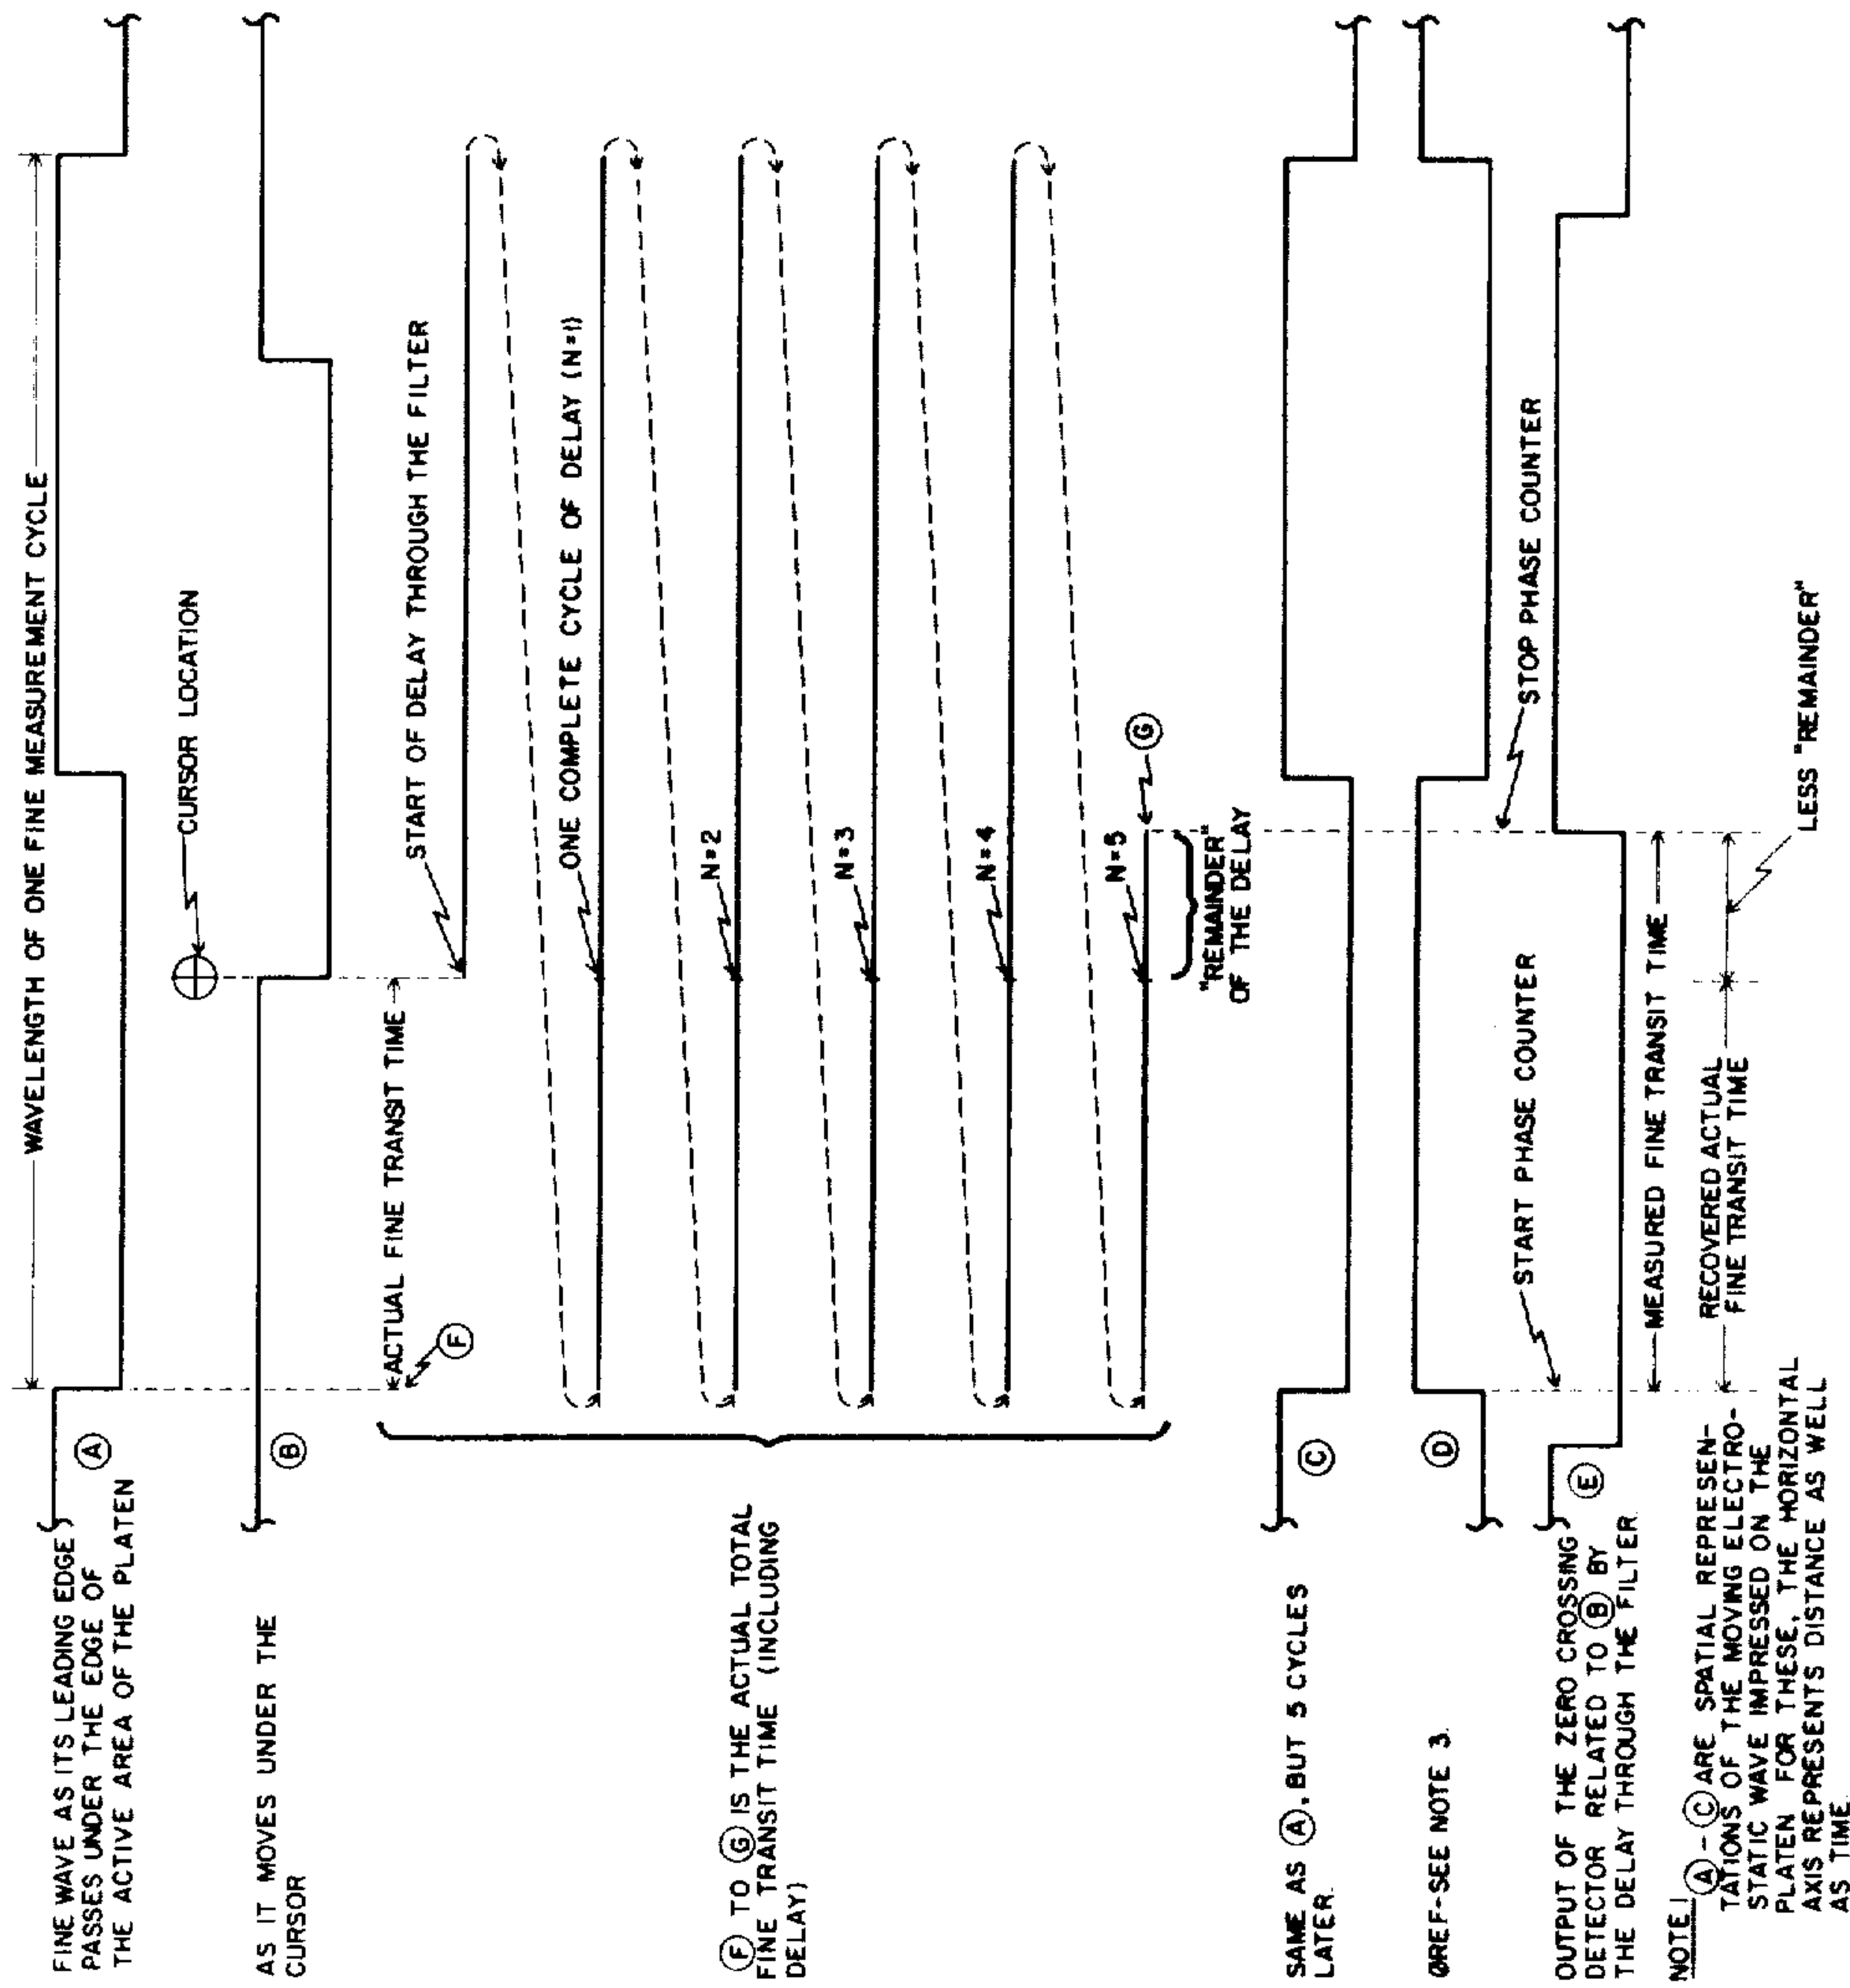 WAVELENGTH OF ONE FINE MEASUREMENT CYCLE
FINE WAVE AS ITS LEADING EDGE
PASSES UNDER THE EDGE OF
THE ACTIVE AREA OF THE PLATEN
A
CURSOR LOCATION
AS IT MOVES UNDER THE
CURSOR
B
ACTUAL FINE TRANSIT TIME
F
START OF DELAY THROUGH THE FILTER
ONE COMPLETE CYCLE OF DELAY (N=1)
N=2
N=3
N=4
N=5
G
"REMAINDER"
OF THE DELAY
F TO G IS THE ACTUAL TOTAL
FINE TRANSIT TIME (INCLUDING
DELAY)
SAME AS A, BUT 5 CYCLES
LATER.
C
ØREF-SEE NOTE 3.
D
START PHASE COUNTER
STOP PHASE COUNTER
OUTPUT OF THE ZERO CROSSING
DETECTOR RELATED TO B BY
THE DELAY THROUGH THE FILTER.
E
MEASURED FINE TRANSIT TIME
RECOVERED ACTUAL
FINE TRANSIT TIME
LESS "REMAINDER"
NOTE 1
A - C ARE SPATIAL REPRESEN-
TATIONS OF THE MOVING ELECTRO-
STATIC WAVE IMPRESSED ON THE
PLATEN FOR THESE, THE HORIZONTAL
AXIS REPRESENTS DISTANCE AS WELL
AS TIME.